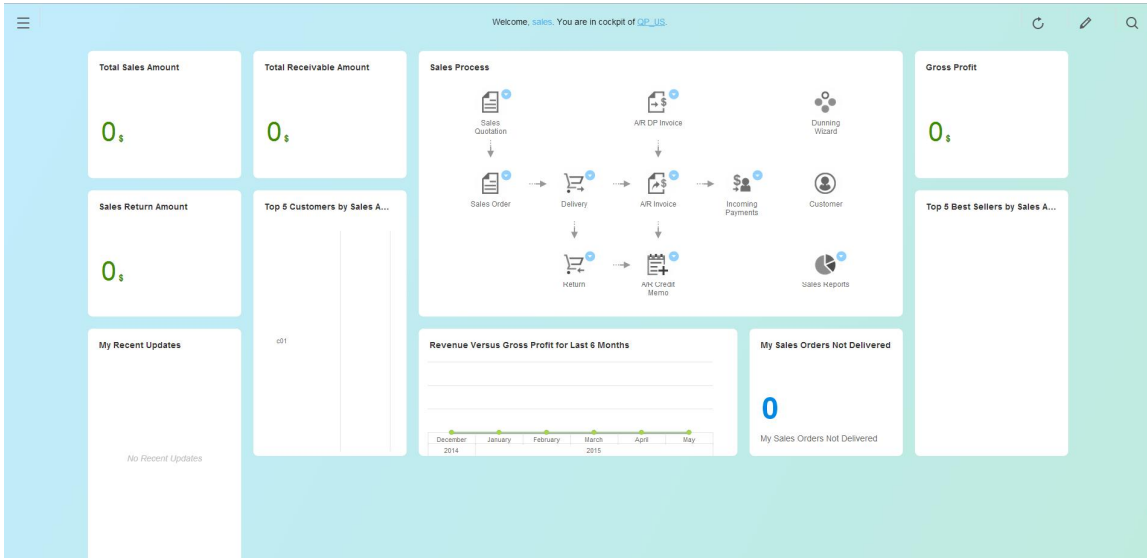 Welcome, sales. You are in cockpit of QP_US.
Total Sales Amount
0 $
Total Receivable Amount
0 $
Sales Process
Sales
Quotation
A/R DP Invoice
Dunning
Wizard
Sales Order
Delivery
A/R Invoice
Incoming
Payments
Customer
Return
A/R Credit
Memo
Sales Reports
Gross Profit
0 $
Sales Return Amount
0 $
Top 5 Customers by Sales A...
c01
Top 5 Best Sellers by Sales A...
My Recent Updates
No Recent Updates
Revenue Versus Gross Profit for Last 6 Months
December January February March April May
2014 2015
My Sales Orders Not Delivered
0
My Sales Orders Not Delivered